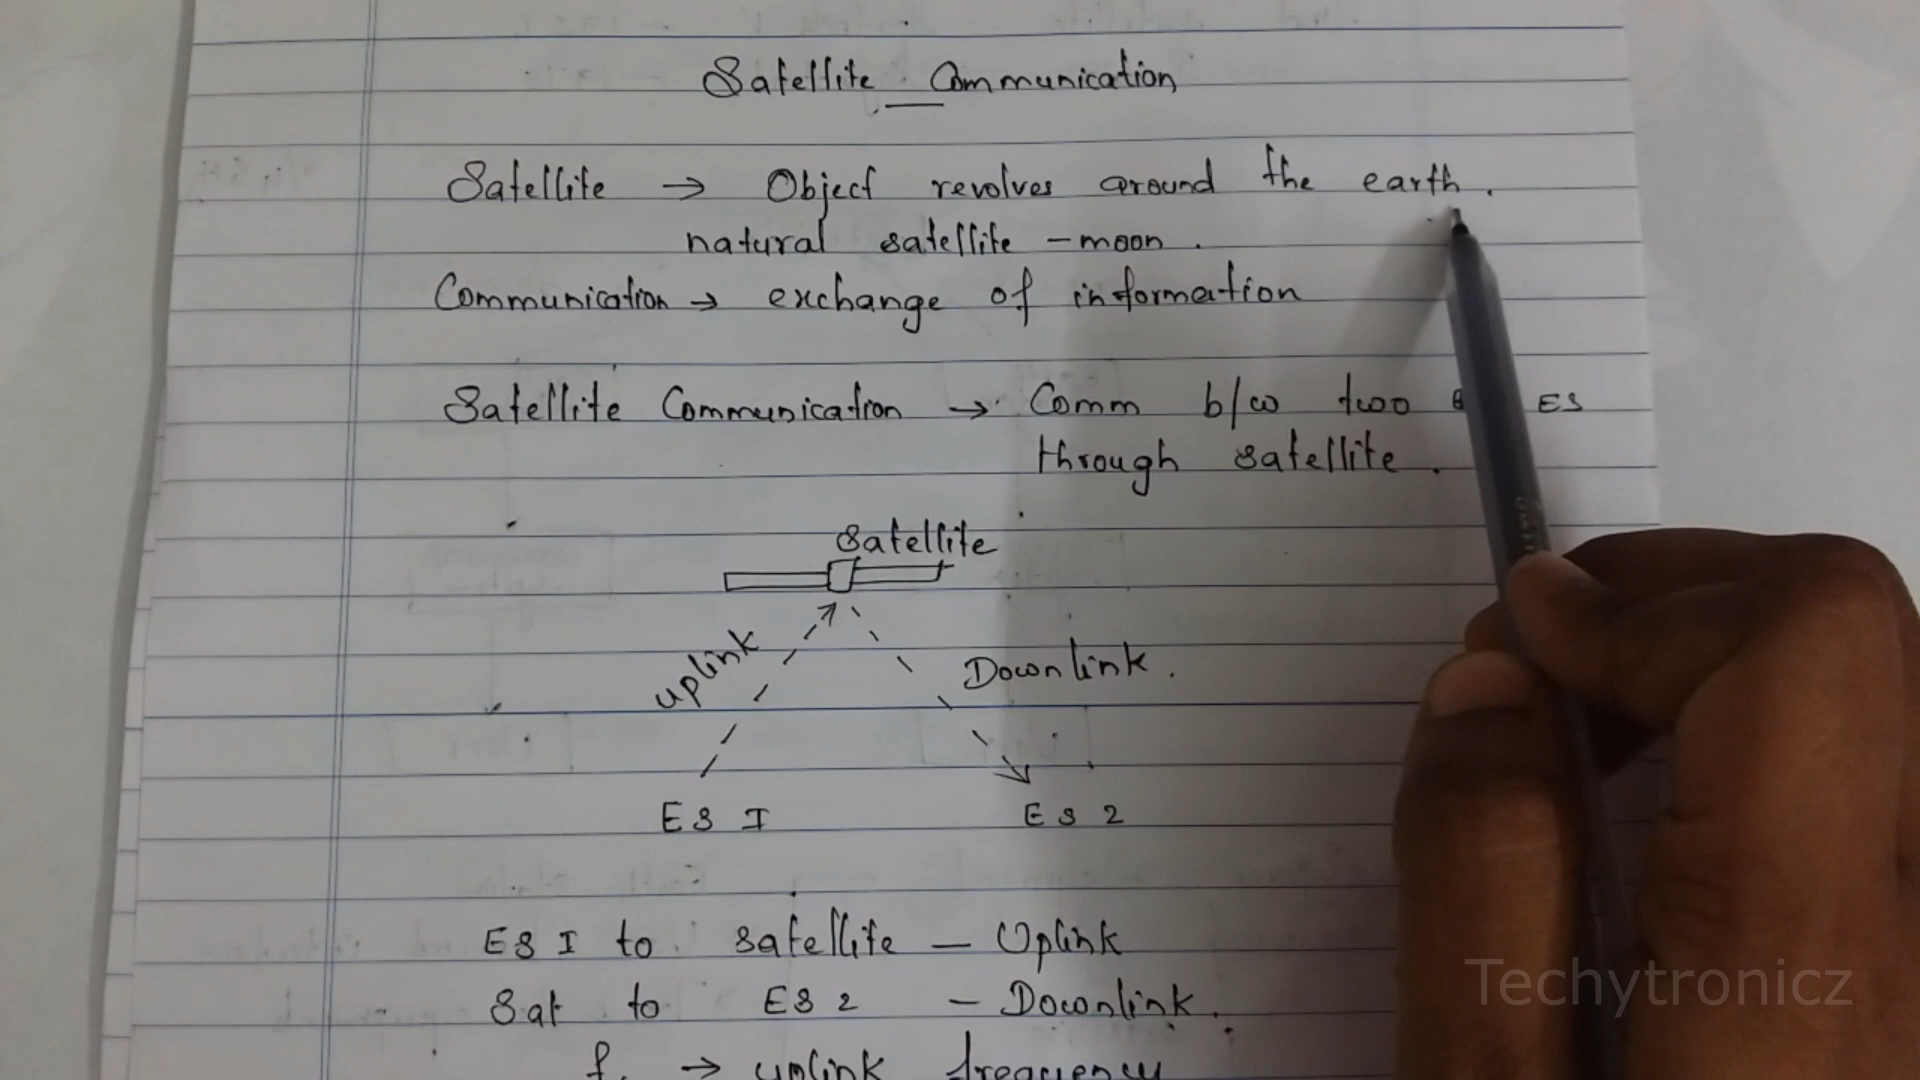 Satellite Communication
Satellite → Object revolves around the earth.
natural satellite - moon.
Communication → exchange of information
Satellite Communication → Comm b/w two ES
through satellite.
Satellite
uplink
Downlink.
ES I
ES 2
ES I to satellite - Uplink
Sat to ES 2 - Downlink.
→ uplink frequency
Techytronicz